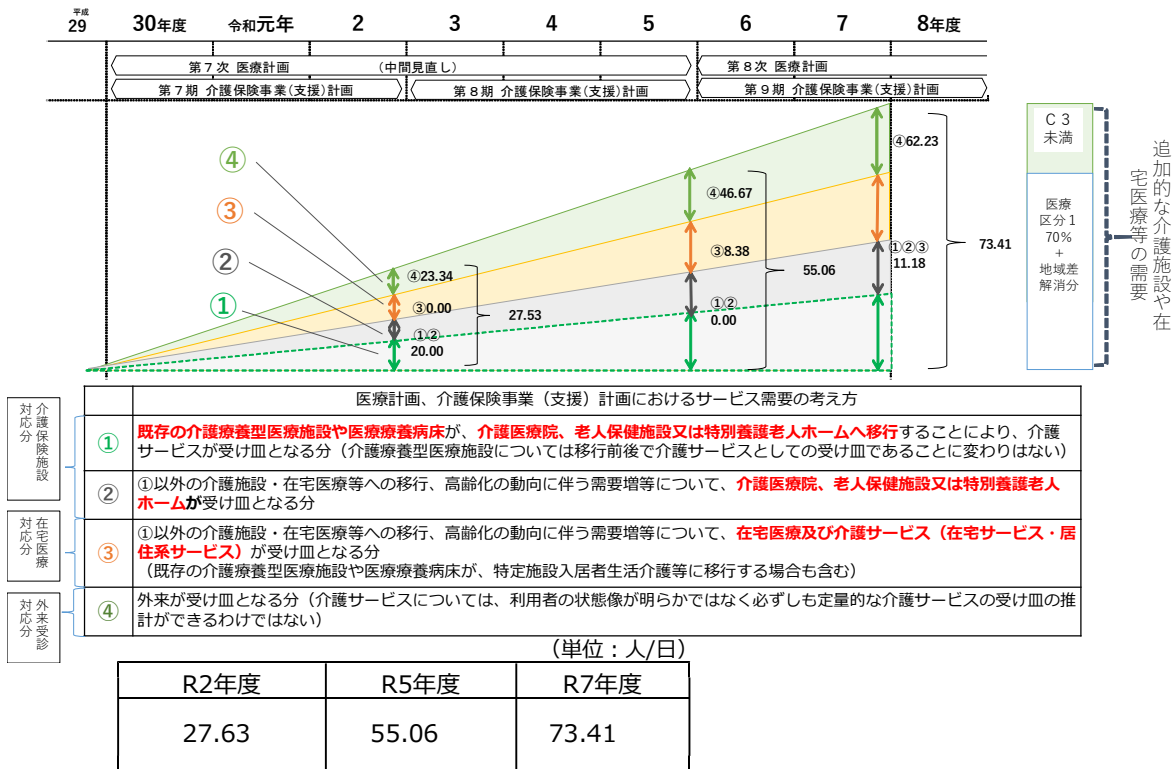 平成
29 30年度 令和元年 2 3 4 5 6 7 8年度
第７次 医療計画 (中間見直し) 第８次 医療計画
第７期 介護保険事業(支援)計画 第８期 介護保険事業(支援)計画 第９期 介護保険事業(支援)計画
④
③
②
①
④23.34
③0.00
①②
20.00
27.53
④46.67
③8.38
①②
0.00
55.06
④62.23
①②③
11.18
73.41
Ｃ３
未満
医療
区分１
70%
+
地域差
解消分
追加的な介護施設や在
宅医療等の需要
医療計画、介護保険事業（支援）計画におけるサービス需要の考え方
介護保険施設
対応分
①
既存の介護療養型医療施設や医療療養病床が、介護医療院、老人保健施設又は特別養護老人ホームへ移行することにより、介護
サービスが受け皿となる分（介護療養型医療施設については移行前後で介護サービスとしての受け皿であることに変わりはない）
②
①以外の介護施設・在宅医療等への移行、高齢化の動向に伴う需要増等について、介護医療院、老人保健施設又は特別養護老人
ホームが受け皿となる分
在宅医療
対応分
③
①以外の介護施設・在宅医療等への移行、高齢化の動向に伴う需要増等について、在宅医療及び介護サービス（在宅サービス・居
住系サービス）が受け皿となる分
（既存の介護療養型医療施設や医療療養病床が、特定施設入居者生活介護等に移行する場合も含む）
外来受診
対応分
④
外来が受け皿となる分（介護サービスについては、利用者の状態像が明らかではなく必ずしも定量的な介護サービスの受け皿の推
計ができるわけではない）
（単位：人/日）
R2年度 R5年度 R7年度
27.63 55.06 73.41